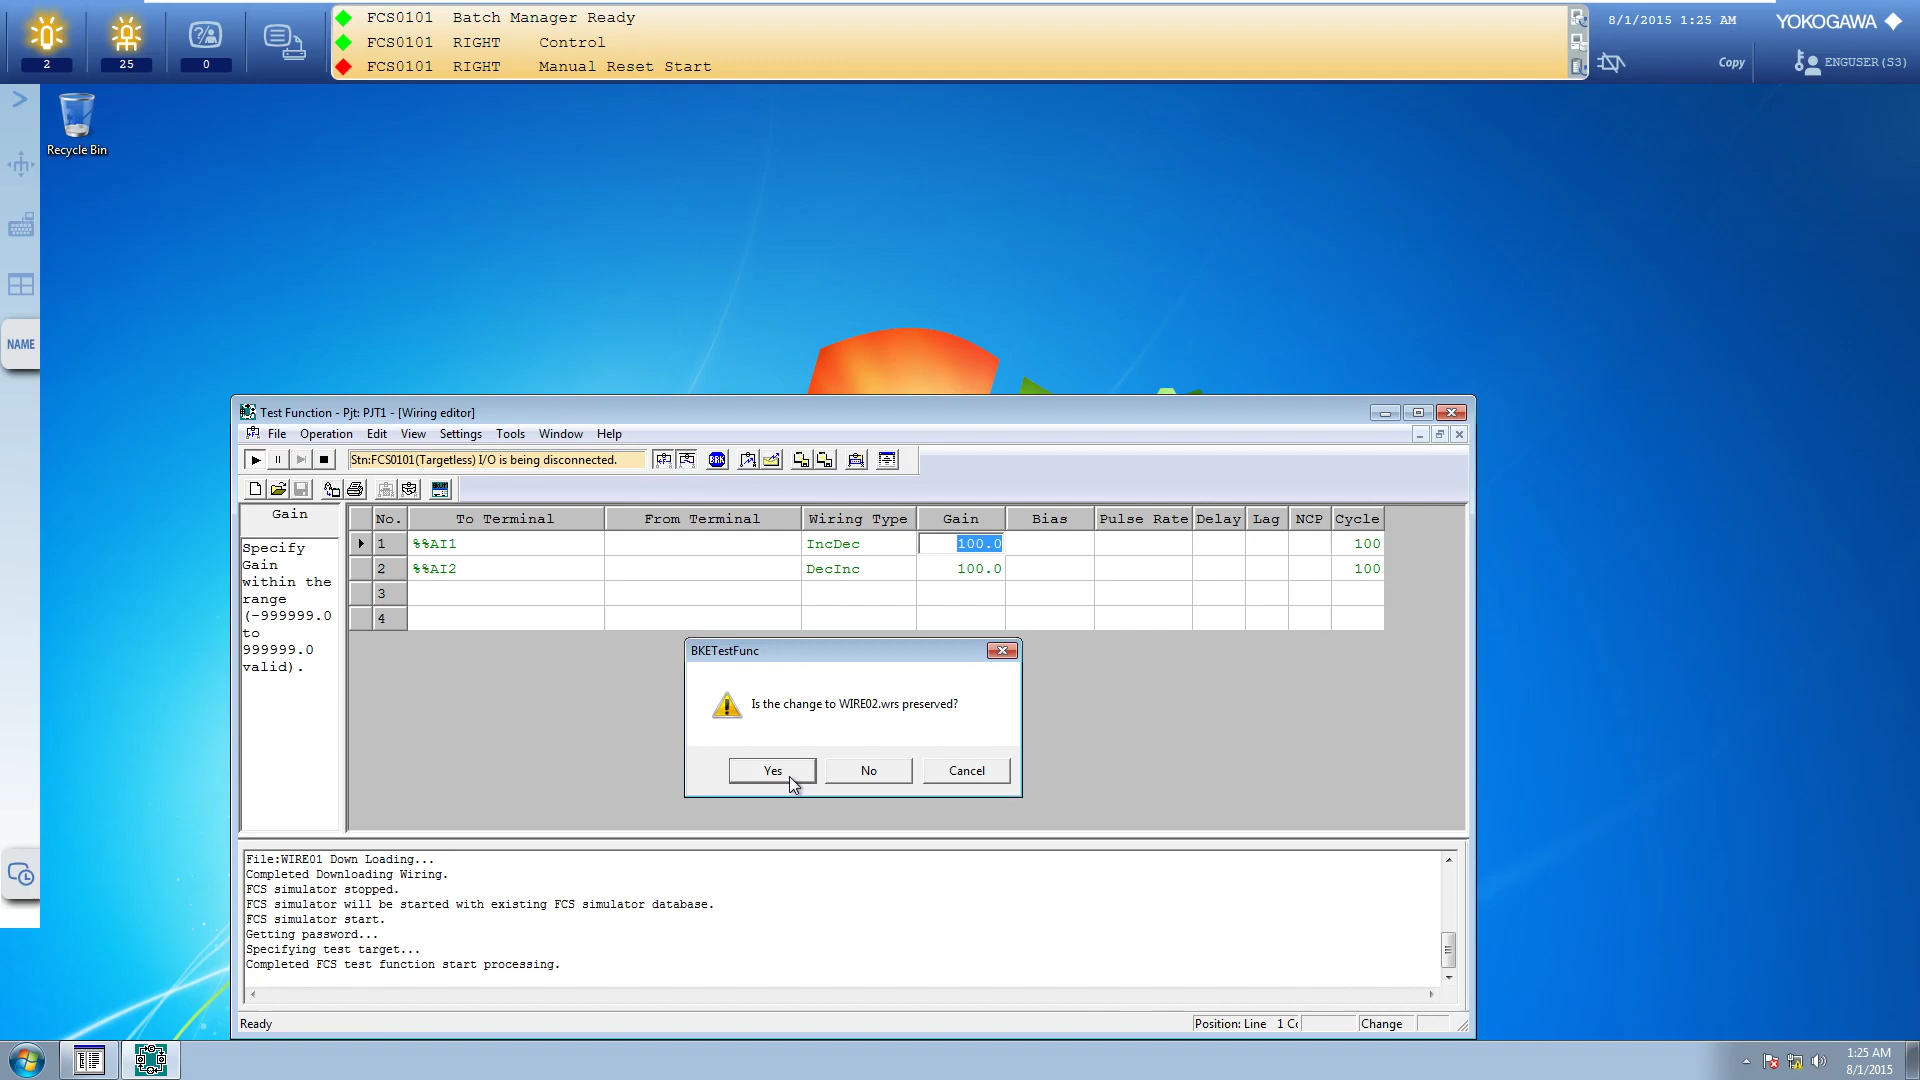 2
25
0
FCS0101 Batch Manager Ready
FCS0101 RIGHT Control
FCS0101 RIGHT Manual Reset Start
8/1/2015 1:25 AM
YOKOGAWA
Copy
ENGUSER (S3)
Recycle Bin
NAME
Test Function - Pjt: PJT1 - [Wiring editor]
File Operation Edit View Settings Tools Window Help
Stn:FCS0101(Targetless) I/O is being disconnected.
BRK
Gain
Specify
Gain
within the
range
(-999999.0
to
999999.0
valid).
No. To Terminal From Terminal Wiring Type Gain Bias Pulse Rate Delay Lag NCP Cycle
1 %%AI1 IncDec 100.0 100
2 %%AI2 DecInc 100.0 100
3
4
BKETestFunc
Is the change to WIRE02.wrs preserved?
Yes No Cancel
File:WIRE01 Down Loading...
Completed Downloading Wiring.
FCS simulator stopped.
FCS simulator will be started with existing FCS simulator database.
FCS simulator start.
Getting password...
Specifying test target...
Completed FCS test function start processing.
Ready
Position: Line 1 Co
Change
1:25 AM
8/1/2015